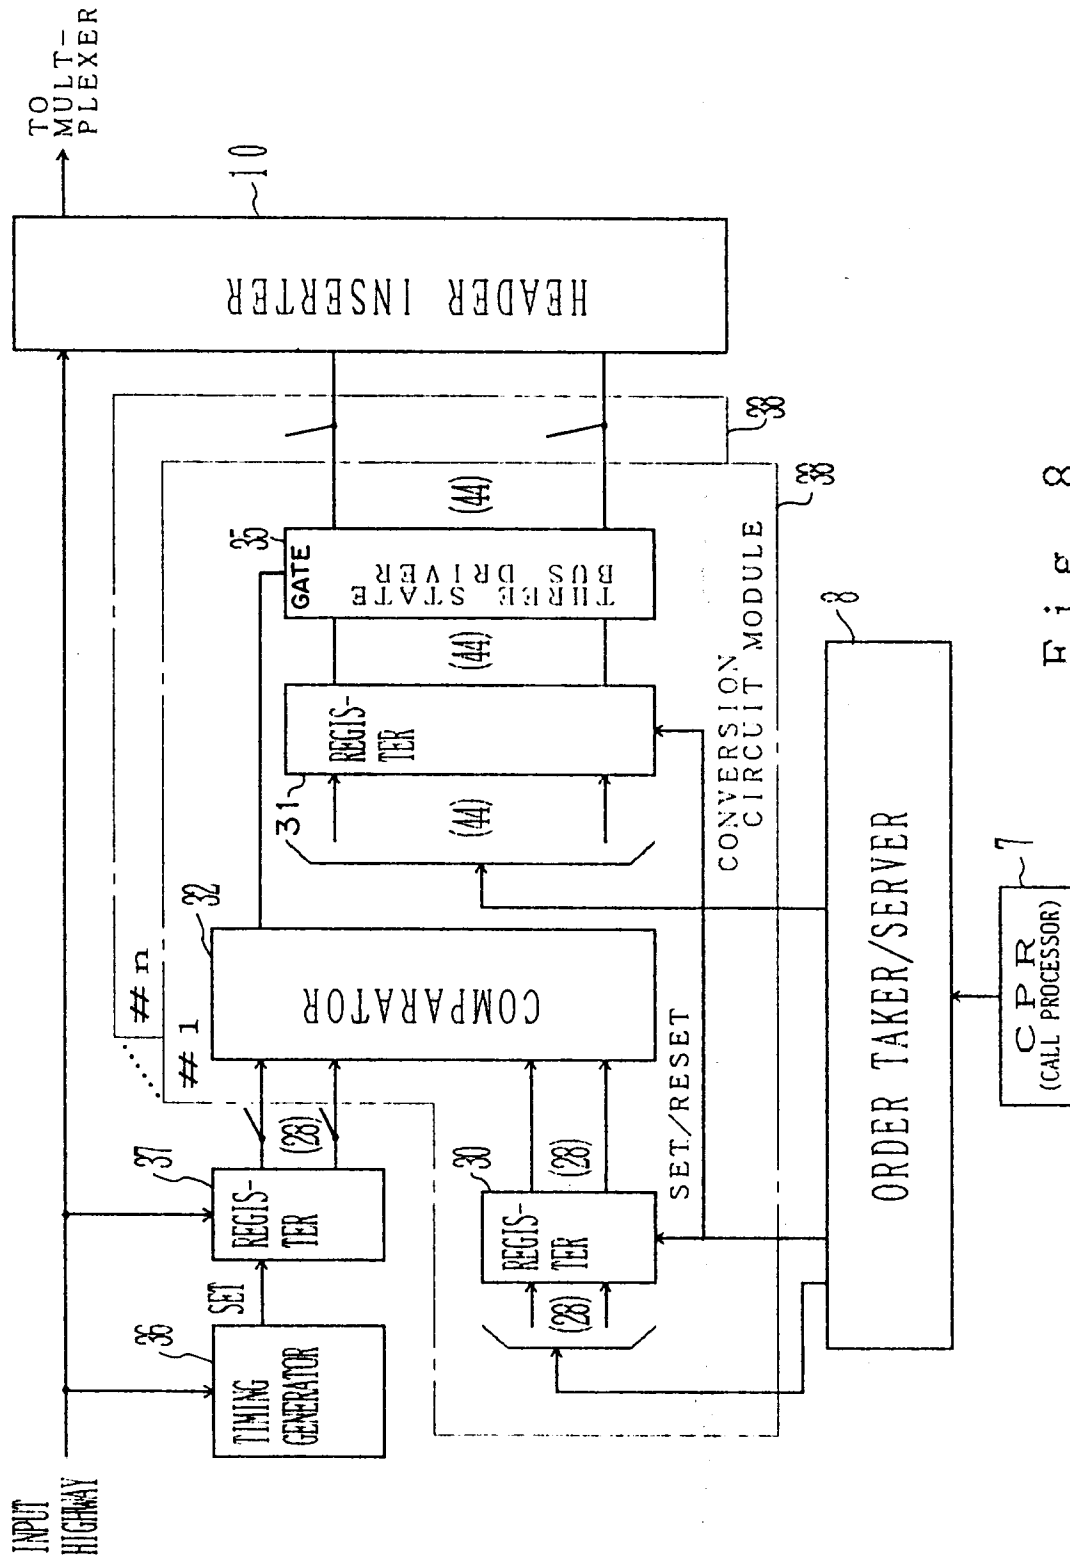 INPUT
HIGHWAY
TO
MULT-
PLEXER
36
TIMING
GENERATOR
SET
37
REGIS-
TER
(28)
#1
#n
32
COMPARATOR
30
REGIS-
TER
(28)
(28)
SET/RESET
31
REGIS-
TER
(44)
(44)
35
GATE
THREE STATE
BUS DRIVER
(44)
CONVERSION
CIRCUIT MODULE
38
38
10
HEADER INSERTER
8
ORDER TAKER/SERVER
7
CPR
(CALL PROCESSOR)
Fig. 8